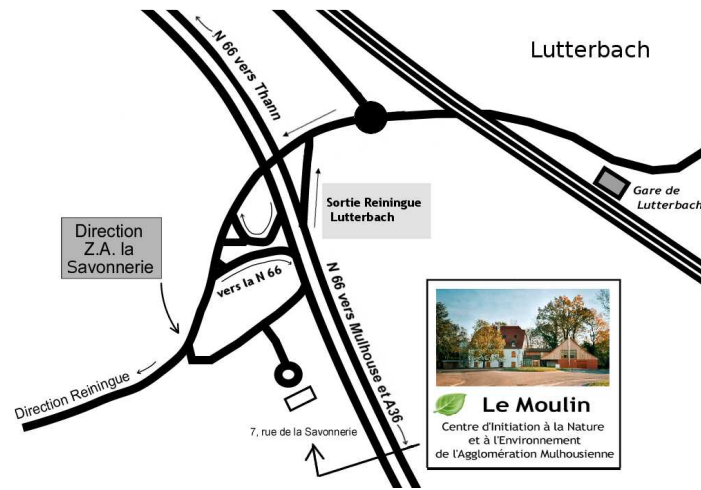 N 66 vers Thann
Lutterbach
Gare de
Lutterbach
Sortie Reiningue
Lutterbach
Direction
Z.A. la
Savonnerie
vers la N 66
N 66 vers Mulhouse et A36
Direction Reiningue
7, rue de la Savonnerie
Le Moulin
Centre d'Initiation à la Nature
et à l'Environnement
de l'Agglomération Mulhousienne